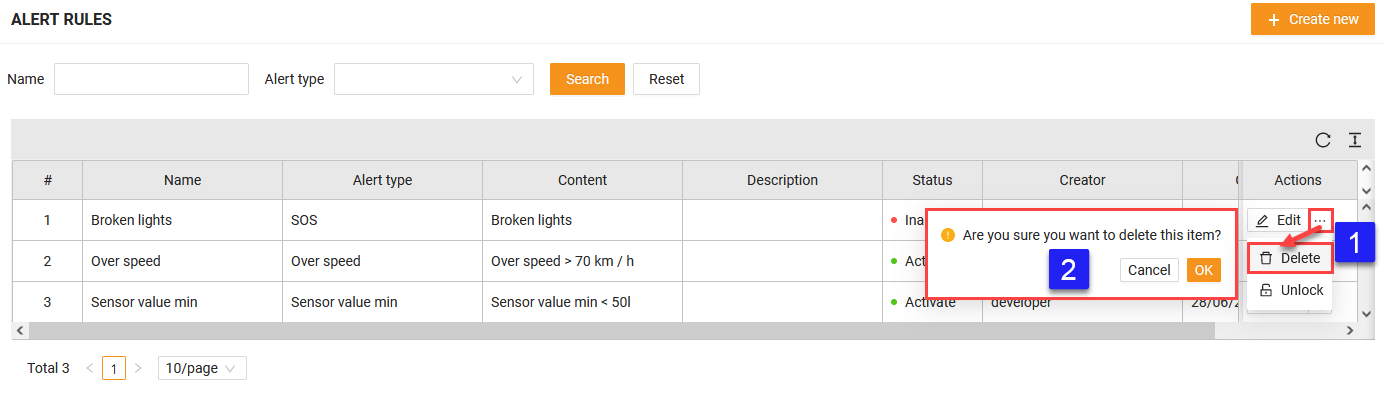 ALERT RULES
+ Create new
Name Alert type Search Reset
# Name Alert type Content Description Status Creator Actions
1 Broken lights SOS Broken lights Ina Edit ...
Are you sure you want to delete this item?
1
2 Over speed Over speed Over speed > 70 km / h Act Delete
2 Cancel OK
Unlock
3 Sensor value min Sensor value min Sensor value min < 50l Activate developer 28/06/2
Total 3 < 1 > 10/page